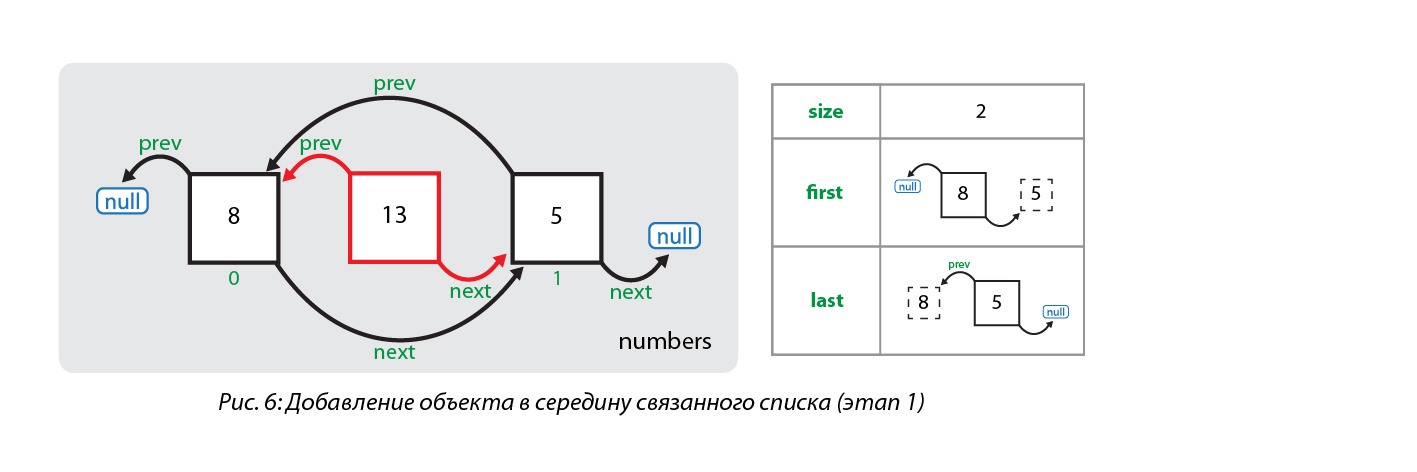 prev
prev
prev
null
8
13
5
null
0
next
1
next
next
numbers
size
2
first
null
8
5
last
prev
8
5
null
Рис. 6: Добавление объекта в середину связанного списка (этап 1)